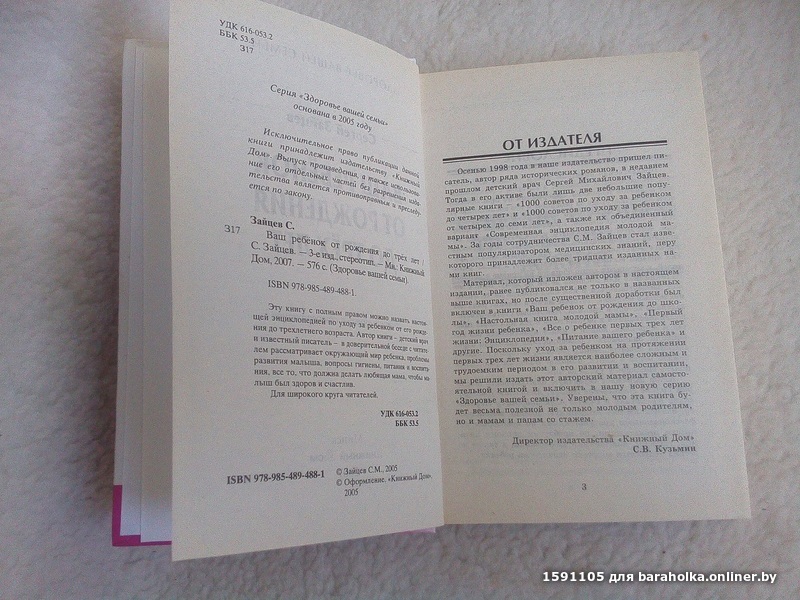 УДК 616-053.2
ББК 53.5
З17
Серия «Здоровье вашей семьи»
основана в 2005 году
Исключительное право публикации данной
книги принадлежит издательству «Книжный
Дом». Выпуск произведения, а также использова
ние его отдельных частей без разрешения изда
тельства является противоправным и преслед
ется по закону.
Зайцев С.
З17
Ваш ребёнок от рождения до трёх лет /
С. Зайцев. — 3-е изд., стереотип. — Мн.: Книжный
Дом, 2007. — 576 с. (Здоровье вашей семьи).
ISBN 978-985-489-488-1.
Эту книгу с полным правом можно назвать настоя-
щей энциклопедией по уходу за ребенком от его рожде
ния до трехлетнего возраста. Автор книги – детский врач
и известный писатель – в доверительной беседе с читате
лем рассматривает окружающий мир ребенка, проблемы
развития малыша, вопросы гигиены, питания и воспита
ния, все то, что должна делать любящая мама, чтобы ма
лыш был здоров и счастлив.
Для широкого круга читателей.
УДК 616-053.2
ББК 53.5
ISBN 978-985-489-488-1
© Зайцев С.М., 2005
© Оформление. «Книжный Дом»,
2005
ОТ ИЗДАТЕЛЯ
Осенью 1998 года в наше издательство пришел пи-
сатель, автор ряда исторических романов, в недавнем
прошлом детский врач Сергей Михайлович Зайцев.
Тогда в его активе были лишь две небольшие попу-
лярные книги – «1000 советов по уходу за ребенком
до четырех лет» и «1000 советов по уходу за ребенком
от четырех до семи лет», а также их объединенный
вариант «Современная энциклопедия молодой ма-
мы». За годы сотрудничества С.М. Зайцев стал извест-
ным популяризатором медицинских знаний, перу
которого принадлежит более тридцати изданных на-
ми книг.
Материал, который изложен автором в настоящем
издании, ранее публиковался не только в названных
выше книгах, но после существенной доработки был
включен в книги «Ваш ребенок от рождения до шко-
лы», «Настольная книга молодой мамы», «Первый
год жизни ребенка», «Все о ребенке первых трех лет
жизни: Энциклопедия», «Питание вашего ребенка» и
другие. Поскольку уход за ребенком на протяжении
первых трех лет жизни является наиболее сложным и
трудоемким периодом в его развитии и воспитании,
мы решили издать этот авторский материал самосто-
ятельной книгой и включить в нашу новую серию
«Здоровье вашей семьи». Уверены, что эта книга бу-
дет весьма полезной не только молодым родителям,
но и мамам и папам со стажем.
Директор издательства «Книжный Дом»
С.В. Кузьмин
3
1591105 для baraholka.onliner.by